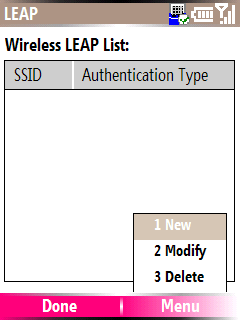 LEAP
Wireless LEAP List:
SSID Authentication Type
1 New
2 Modify
3 Delete
Done Menu